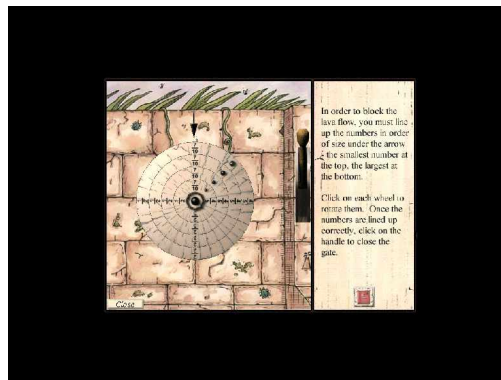 In order to block the
lava flow, you must line
up the numbers in order
of size under the arrow
- the smallest number at
the top, the largest at
the bottom.
Click on each wheel to
rotate them. Once the
numbers are lined up
correctly, click on the
handle to close the
gate.
Close